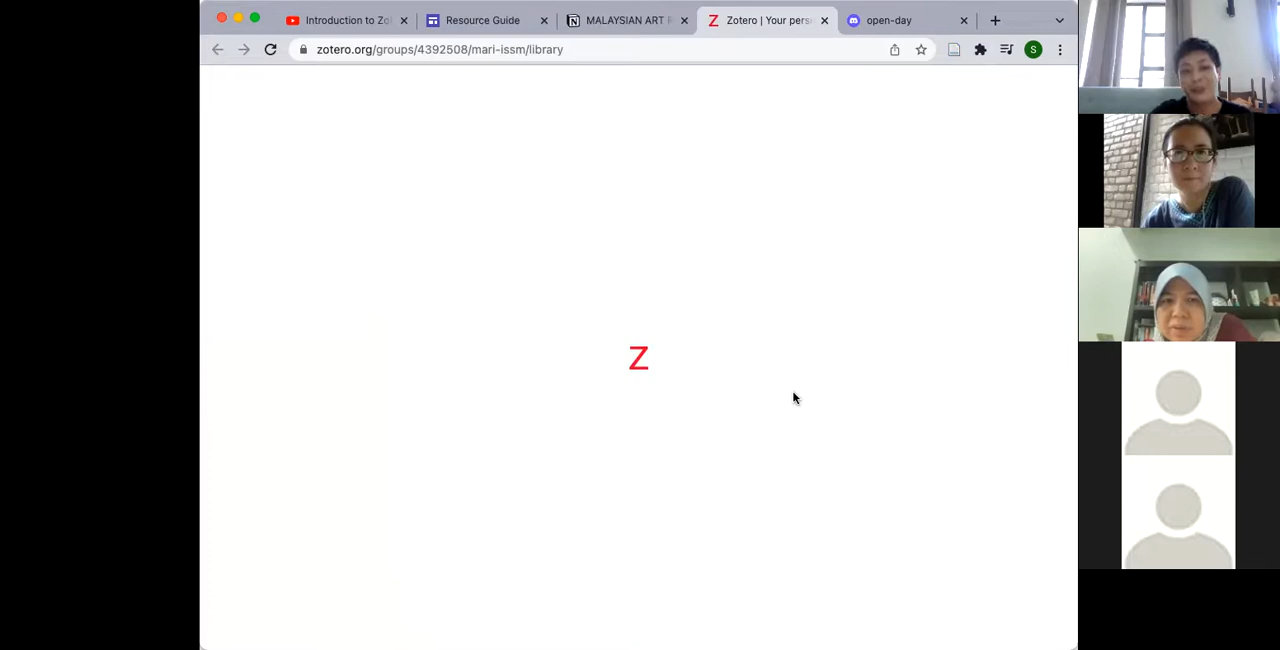 Introduction to Zo
Resource Guide
MALAYSIAN ART
Zotero | Your pers
open-day
zotero.org/groups/4392508/mari-issm/library
S
Z